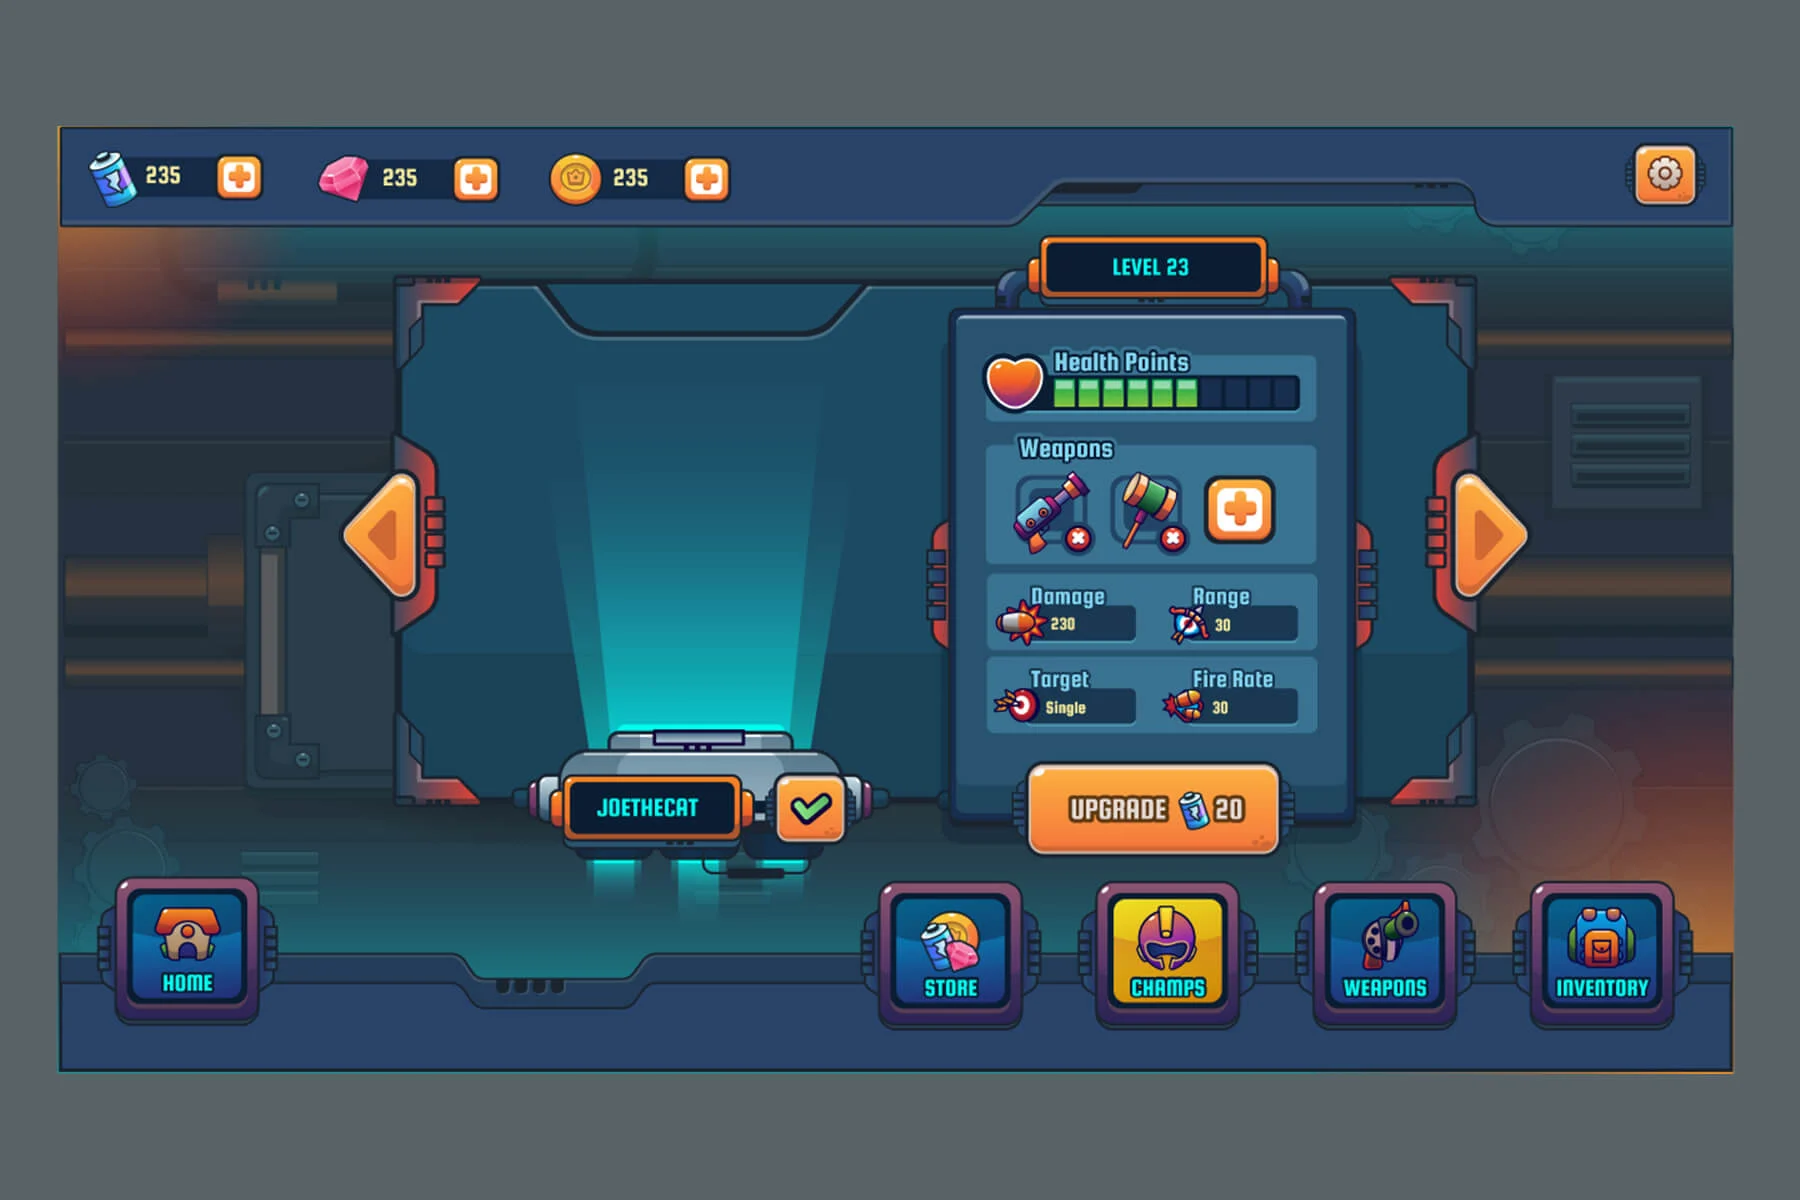 235
235
235
LEVEL 23
Health Points
Weapons
Damage
230
Range
30
Target
Single
Fire Rate
30
JOETHECAT
UPGRADE 20
HOME
STORE
CHAMPS
WEAPONS
INVENTORY